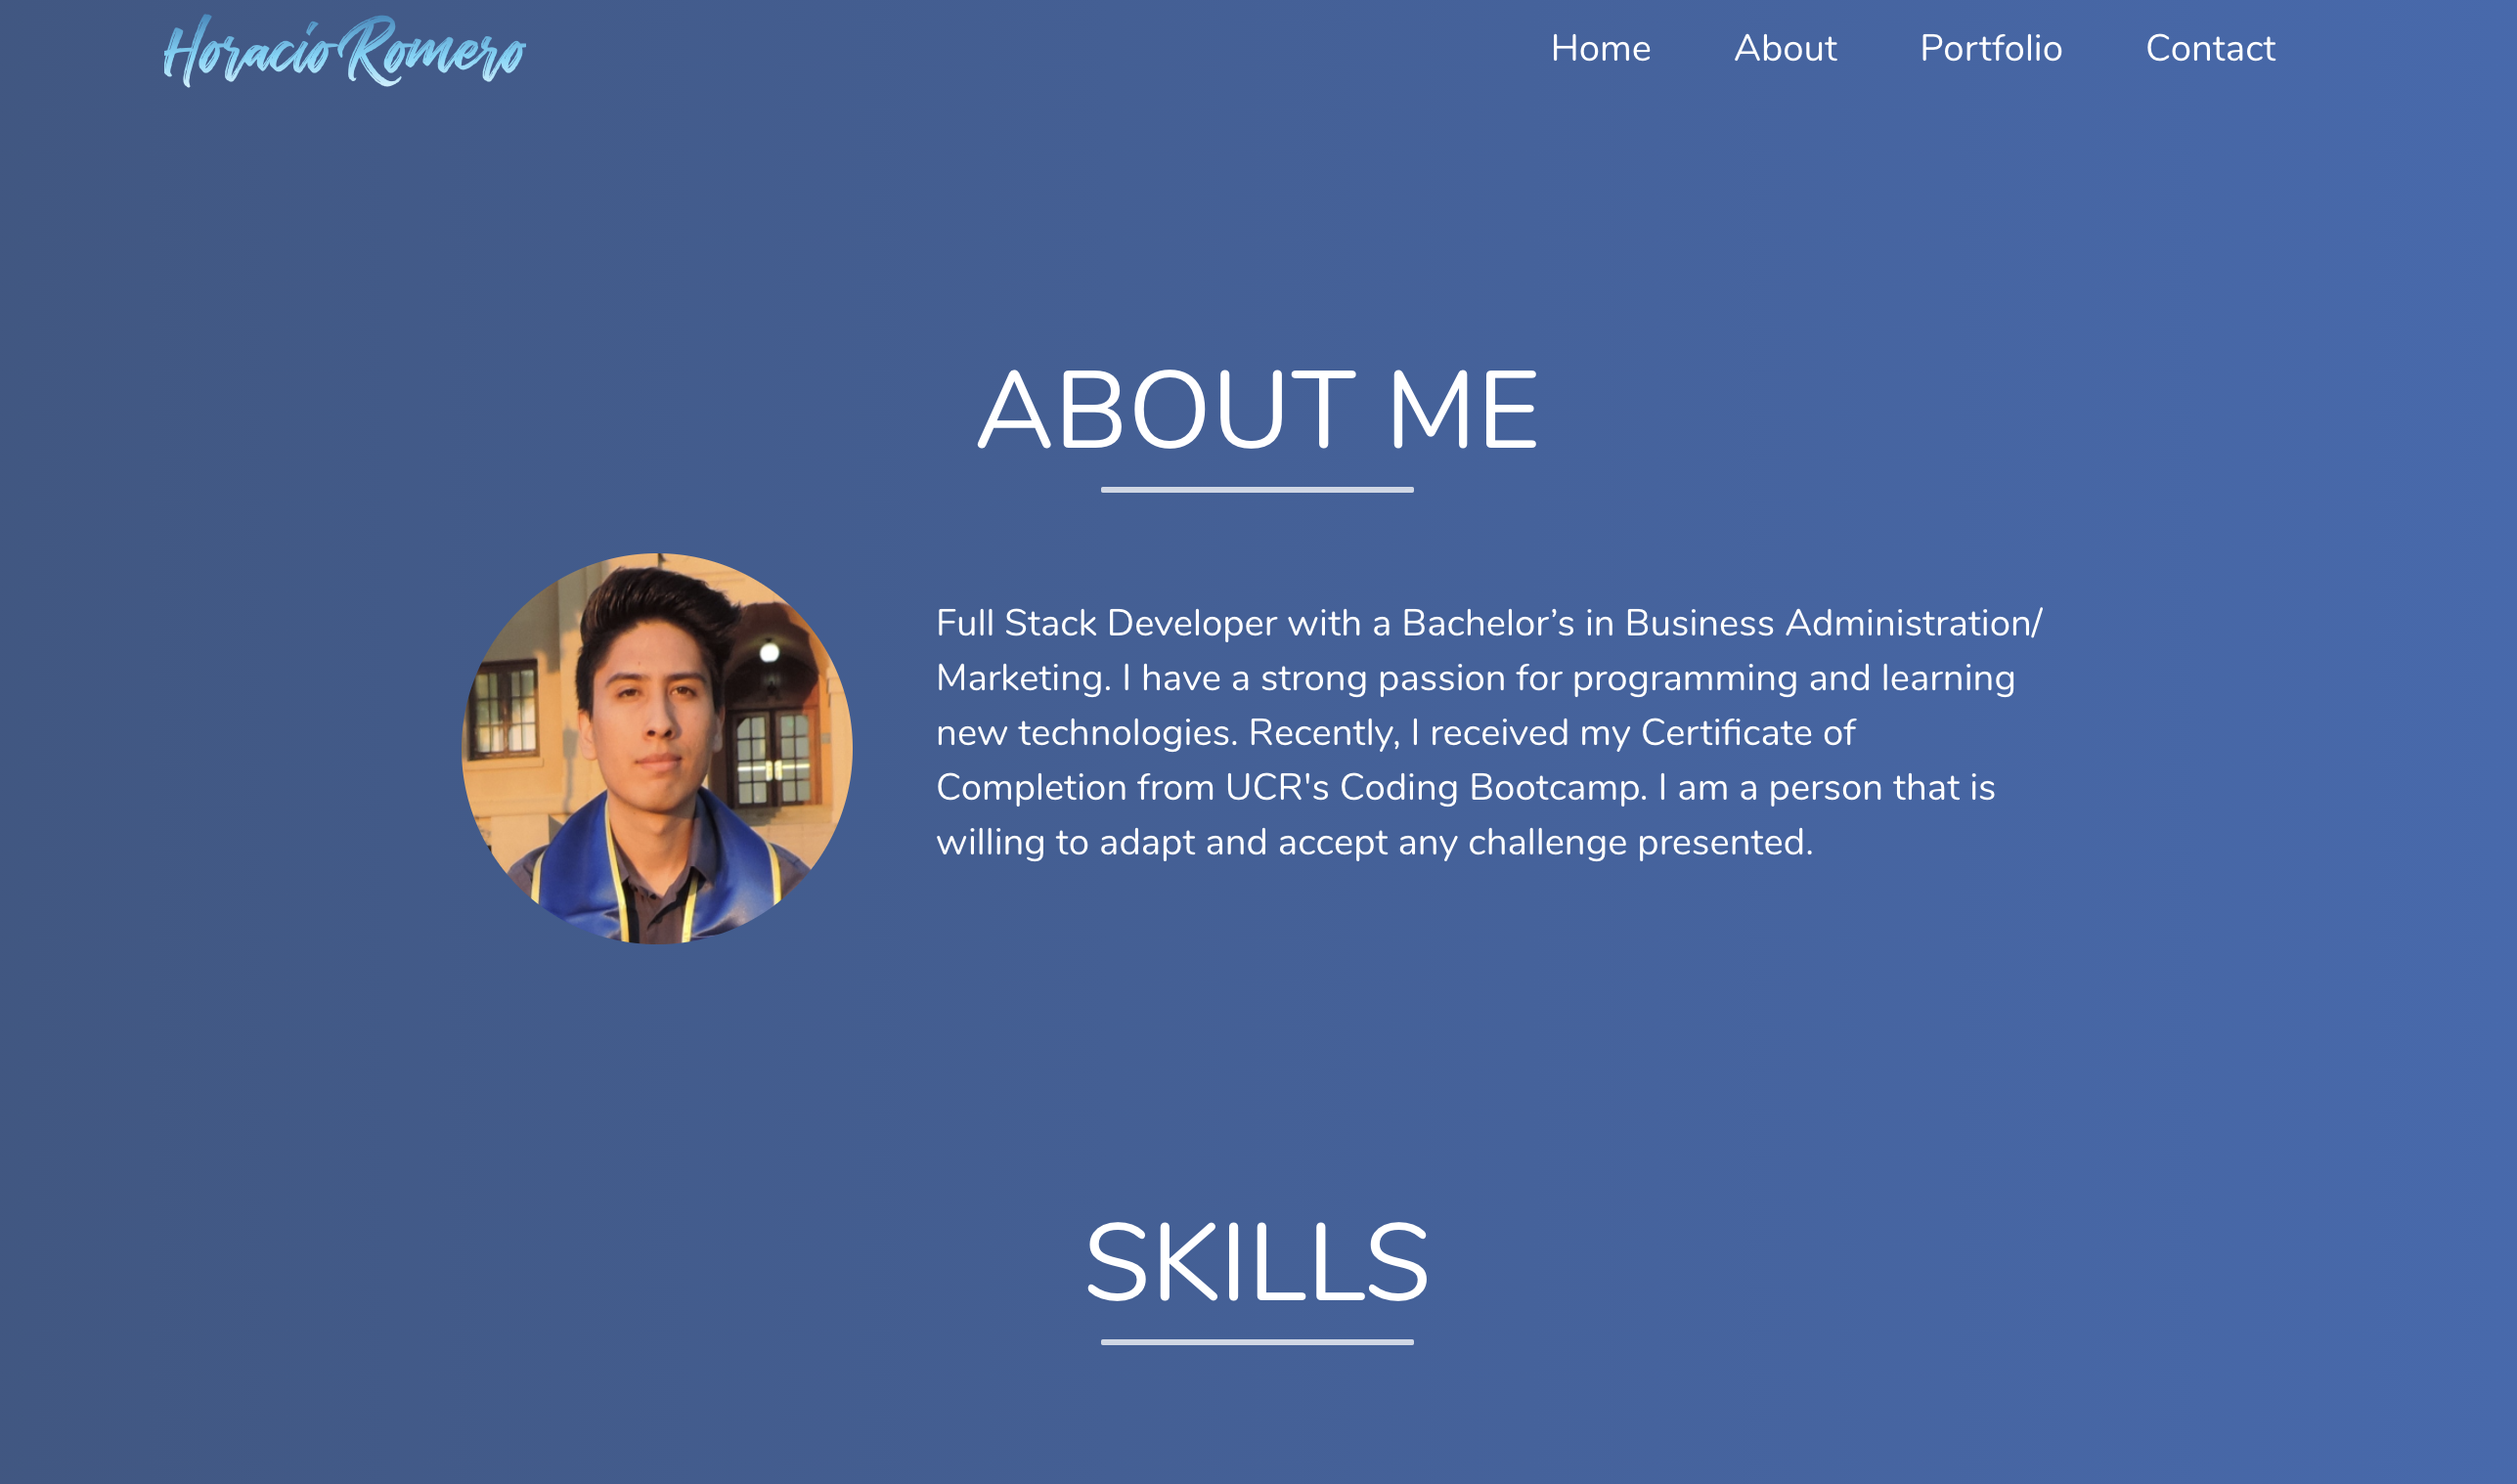 Horacio Romero
Home
About
Portfolio
Contact
ABOUT ME
Full Stack Developer with a Bachelor’s in Business Administration/
Marketing. I have a strong passion for programming and learning
new technologies. Recently, I received my Certificate of
Completion from UCR's Coding Bootcamp. I am a person that is
willing to adapt and accept any challenge presented.
SKILLS